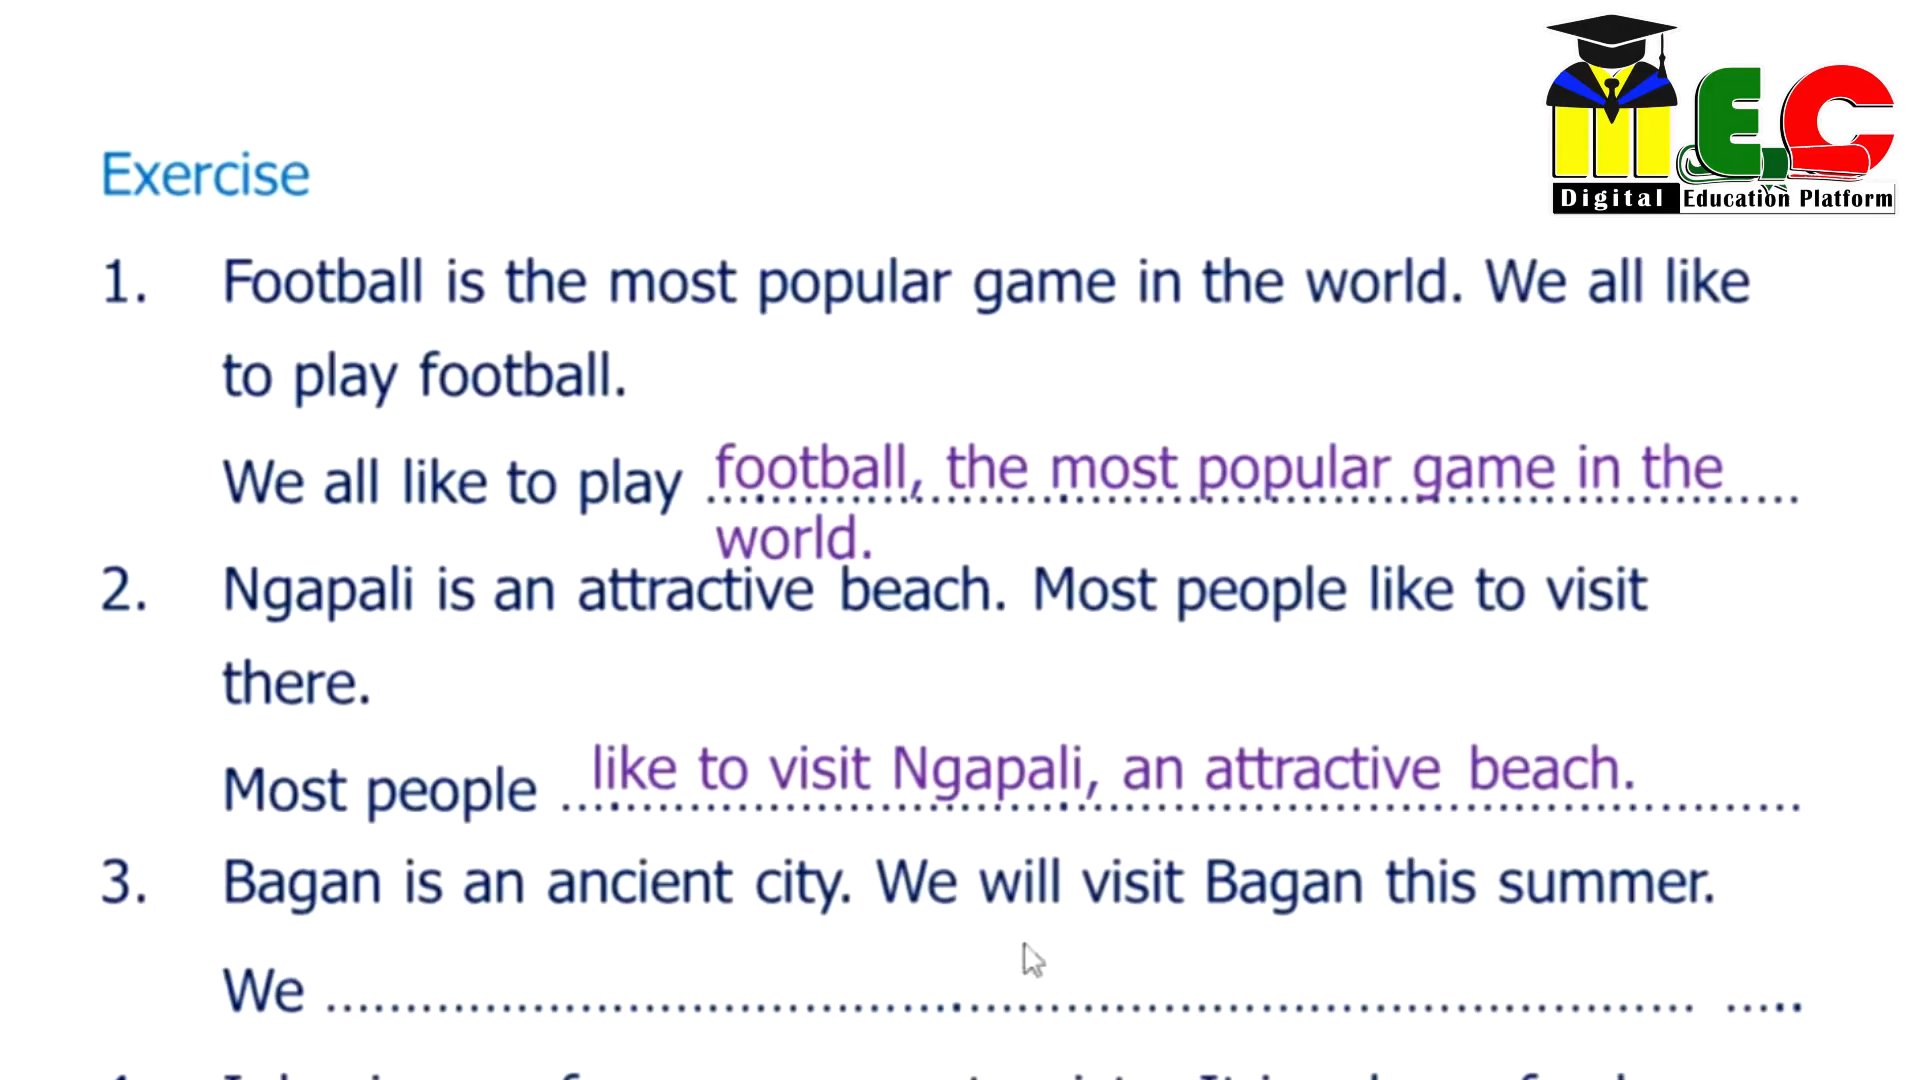 M.E.C
Digital Education Platform
Exercise
1. Football is the most popular game in the world. We all like
to play football.
We all like to play football, the most popular game in the
world.
2. Ngapali is an attractive beach. Most people like to visit
there.
Most people like to visit Ngapali, an attractive beach.
3. Bagan is an ancient city. We will visit Bagan this summer.
We ................................................................................